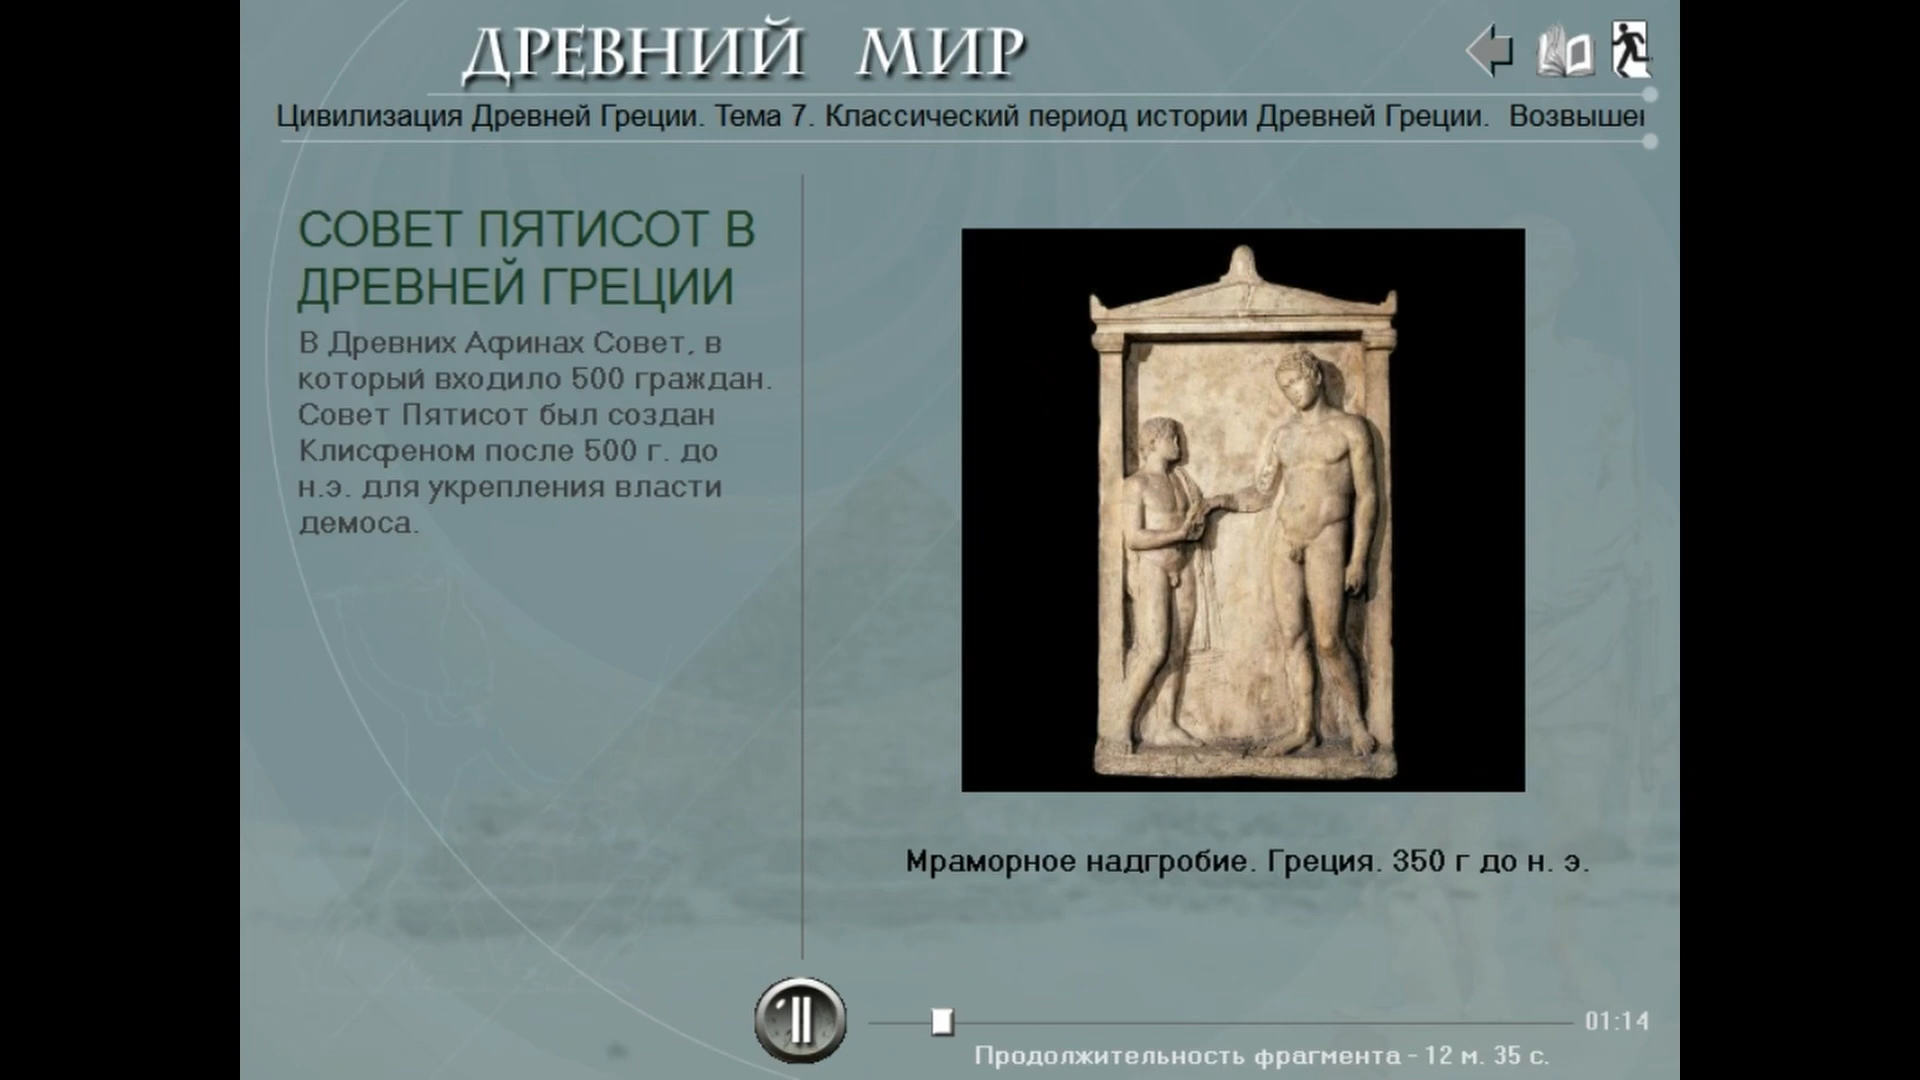 ДРЕВНИЙ МИР
Цивилизация Древней Греции. Тема 7. Классический период истории Древней Греции. Возвышен
СОВЕТ ПЯТИСОТ В
ДРЕВНЕЙ ГРЕЦИИ
В Древних Афинах Совет, в
который входило 500 граждан.
Совет Пятисот был создан
Клисфеном после 500 г. до
н.э. для укрепления власти
демоса.
Мраморное надгробие. Греция. 350 г до н. э.
01:14
Продолжительность фрагмента - 12 м. 35 с.